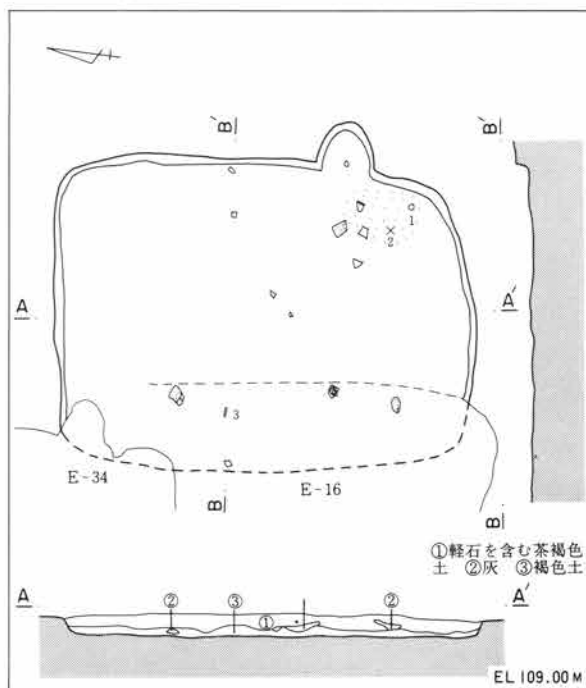 B´ B´
1
2
A A´
3
E-34 E-16
B B
①軽石を含む茶褐色
土 ②灰 ③褐色土
A ② ③ ① ② A´
EL 109.00 M